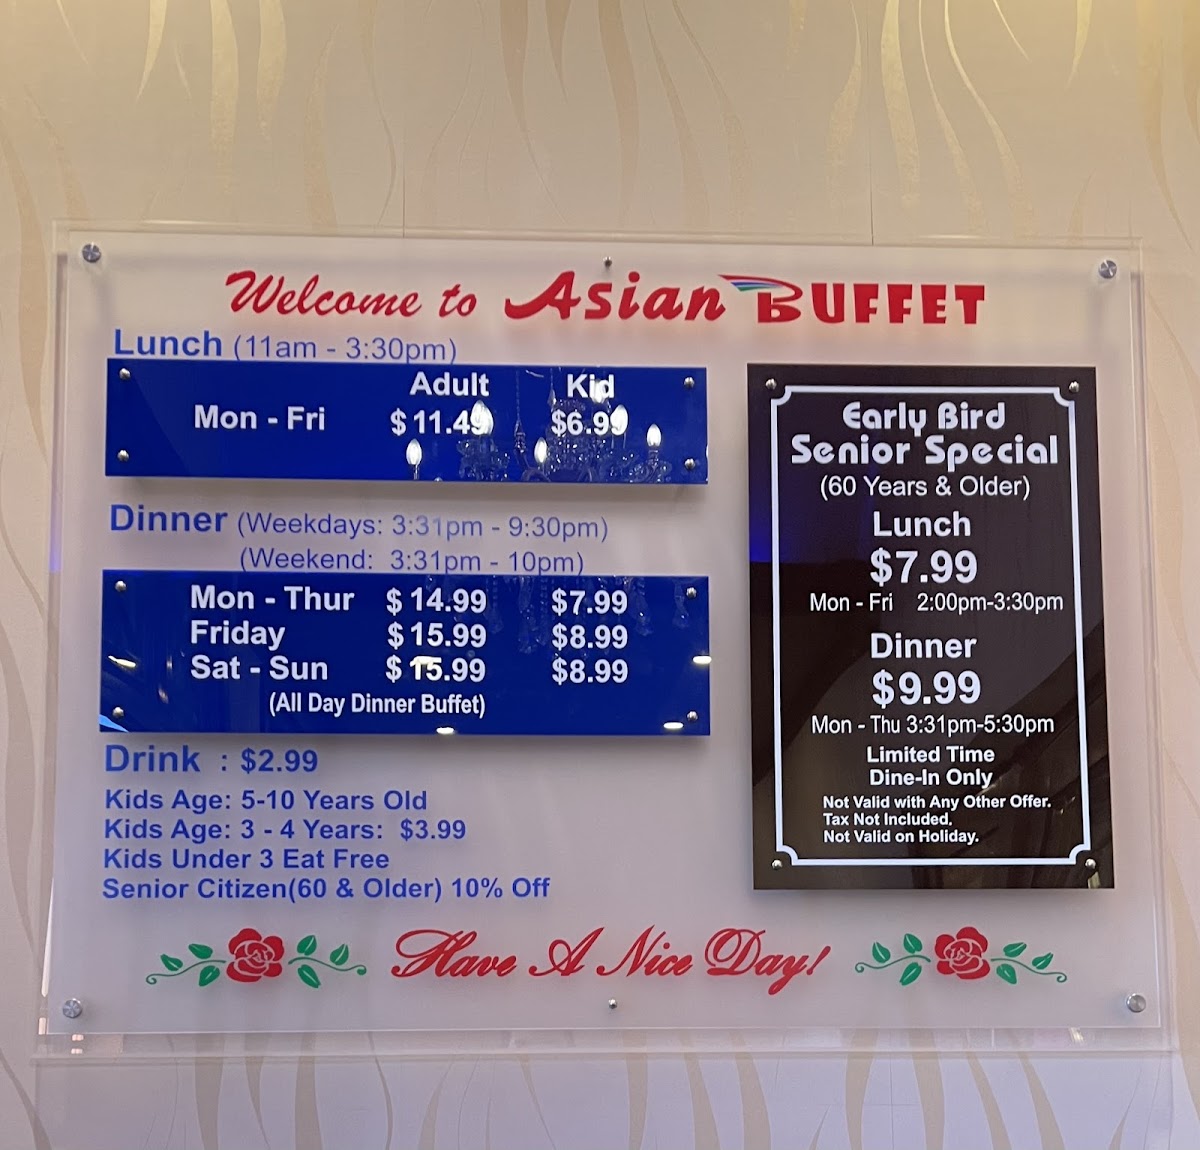 Welcome to Asian BUFFET
Lunch (11am - 3:30pm)
Adult Kid
Mon - Fri $11.49 $6.99
Dinner (Weekdays: 3:31pm - 9:30pm)
(Weekend: 3:31pm - 10pm)
Mon - Thur $14.99 $7.99
Friday $15.99 $8.99
Sat - Sun $15.99 $8.99
(All Day Dinner Buffet)
Drink : $2.99
Kids Age: 5-10 Years Old
Kids Age: 3 - 4 Years: $3.99
Kids Under 3 Eat Free
Senior Citizen(60 & Older) 10% Off
Early Bird
Senior Special
(60 Years & Older)
Lunch
$7.99
Mon - Fri 2:00pm-3:30pm
Dinner
$9.99
Mon - Thu 3:31pm-5:30pm
Limited Time
Dine-In Only
Not Valid with Any Other Offer.
Tax Not Included.
Not Valid on Holiday.
Have A Nice Day!